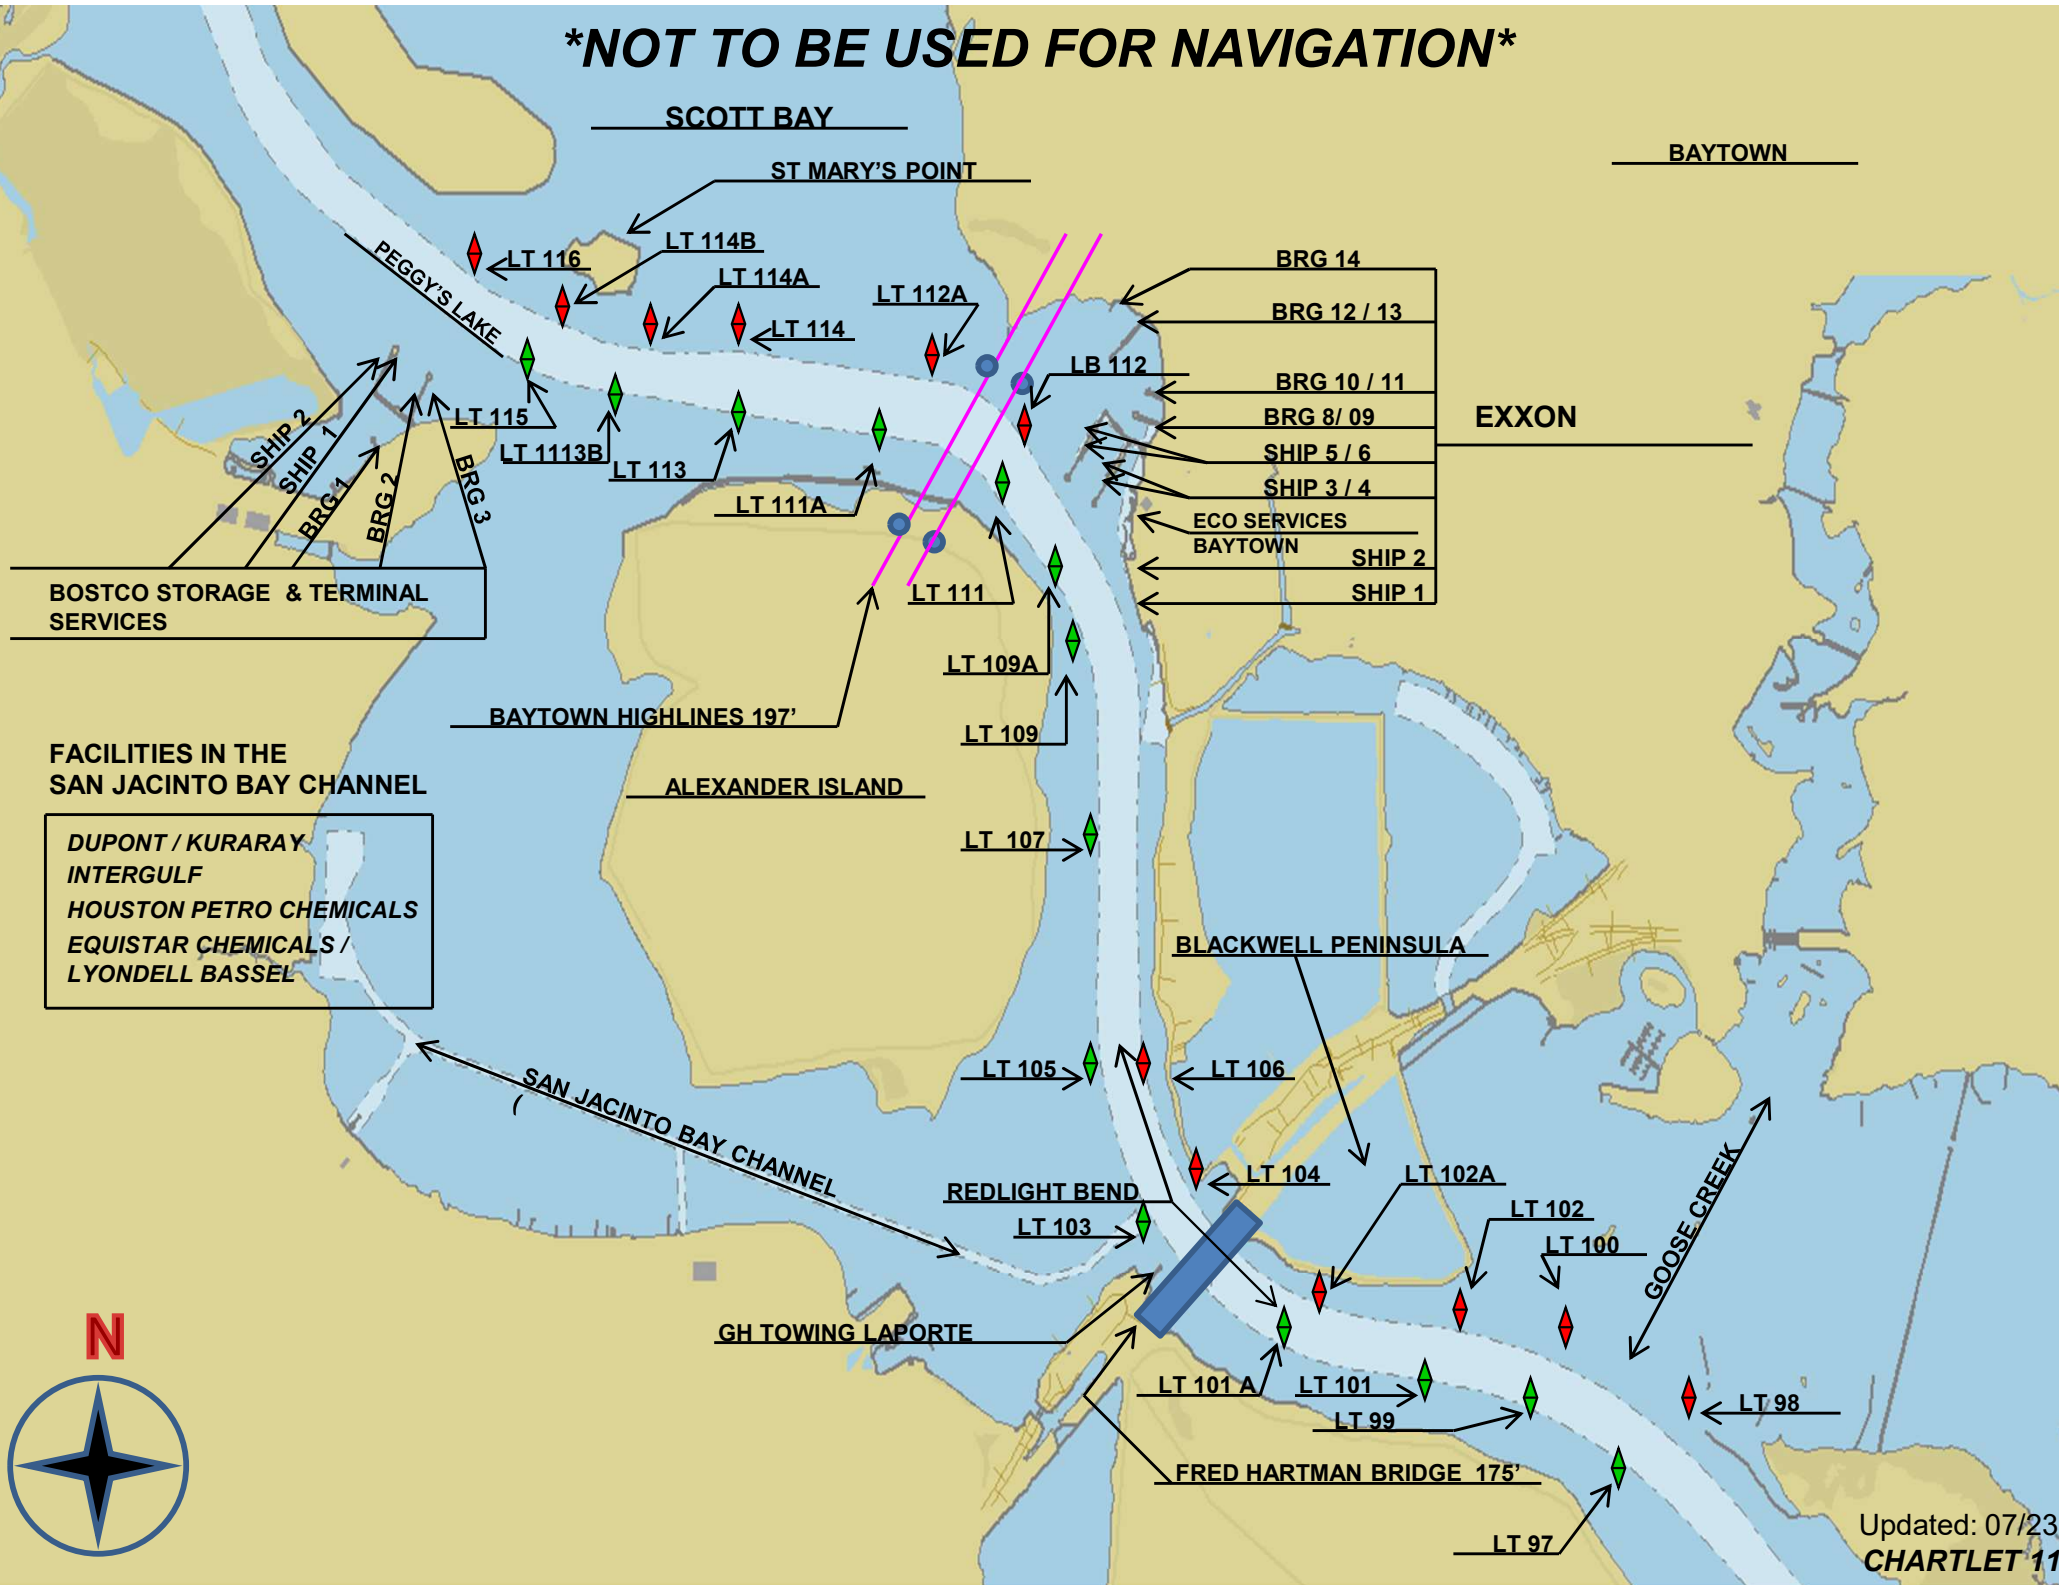 *NOT TO BE USED FOR NAVIGATION*
SCOTT BAY
BAYTOWN
ST MARY'S POINT
LT 114B
LT 116
LT 114A
LT 112A
LT 114
PEGGY'S LAKE
BRG 14
BRG 12 / 13
LB 112
BRG 10 / 11
BRG 8/ 09
EXXON
SHIP 5 / 6
SHIP 3 / 4
ECO SERVICES
BAYTOWN
SHIP 2
SHIP 1
LT 115
LT 1113B
LT 113
LT 111A
LT 111
SHIP 2
SHIP 1
BRG 1
BRG 2
BRG 3
BOSTCO STORAGE & TERMINAL
SERVICES
LT 109A
BAYTOWN HIGHLINES 197'
LT 109
FACILITIES IN THE
SAN JACINTO BAY CHANNEL
ALEXANDER ISLAND
DUPONT / KURARAY
INTERGULF
HOUSTON PETRO CHEMICALS
EQUISTAR CHEMICALS /
LYONDELL BASSEL
LT 107
BLACKWELL PENINSULA
LT 105
LT 106
SAN JACINTO BAY CHANNEL
(
REDLIGHT BEND
LT 104
LT 102A
LT 103
LT 102
LT 100
GOOSE CREEK
N
GH TOWING LAPORTE
LT 101 A
LT 101
LT 99
LT 98
FRED HARTMAN BRIDGE 175'
LT 97
Updated: 07/23
CHARTLET 11